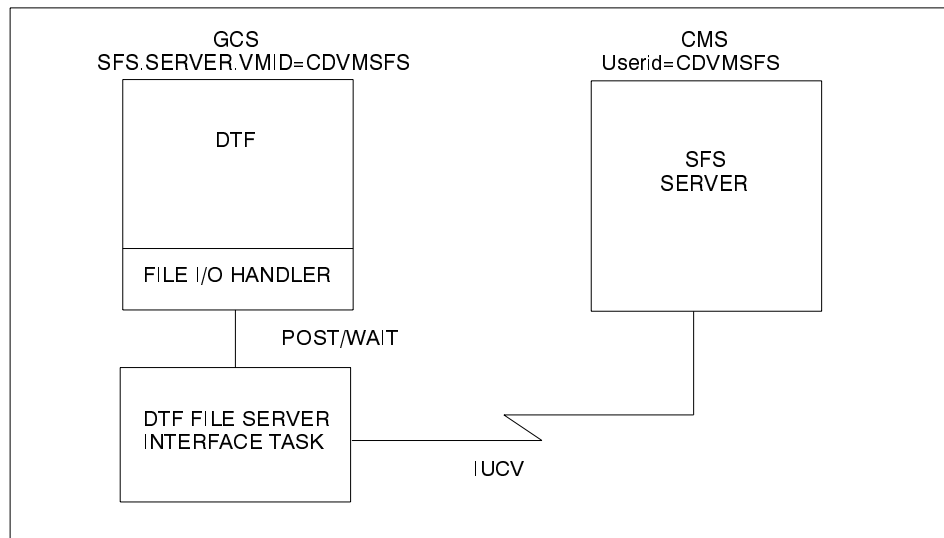 GCS
SFS.SERVER.VMID=CDVMSFS
DTF
FILE I/O HANDLER
POST/WAIT
DTF FILE SERVER
INTERFACE TASK
IUCV
CMS
Userid=CDVMSFS
SFS
SERVER